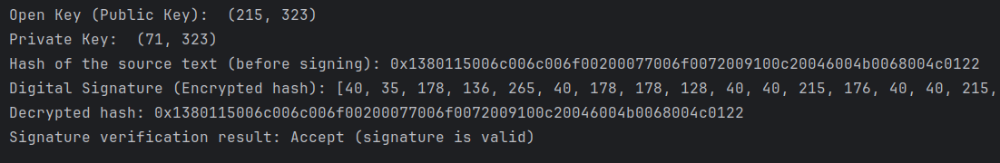 Open Key (Public Key):  (215, 323)
Private Key:  (71, 323)
Hash of the source text (before signing): 0x1380115006c006c006f00200077006f0072009100c20046004b0068004c0122
Digital Signature (Encrypted hash): [40, 35, 178, 136, 265, 40, 178, 178, 128, 40, 40, 215, 176, 40, 40, 215,
Decrypted hash: 0x1380115006c006c006f00200077006f0072009100c20046004b0068004c0122
Signature verification result: Accept (signature is valid)